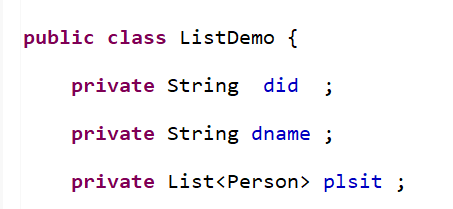 public class ListDemo {
private String  did  ;
private String dname ;
private List<Person> plsit ;